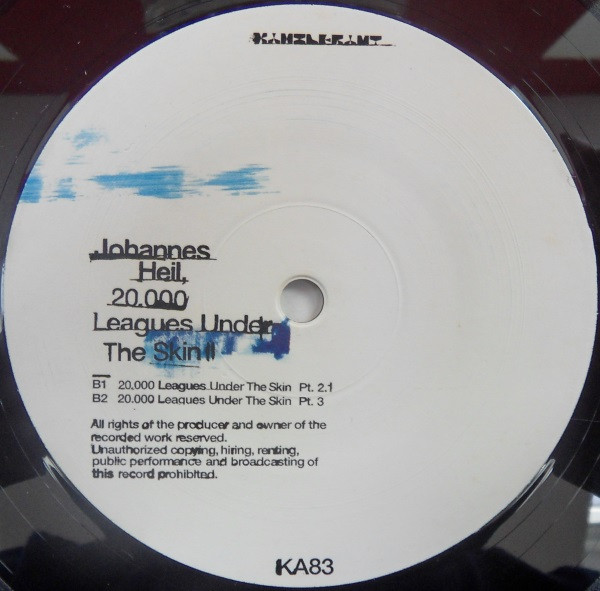 KANZLERAMT
Johannes
Heil,
20.000
Leagues Under
The Skin II
B1 20,000 Leagues Under The Skin Pt. 2.1
B2 20.000 Leagues Under The Skin Pt. 3
All rights of the producer and owner of the
recorded work reserved.
Unauthorized copying, hiring, renting,
public performance and broadcasting of
this record prohibited.
KA83